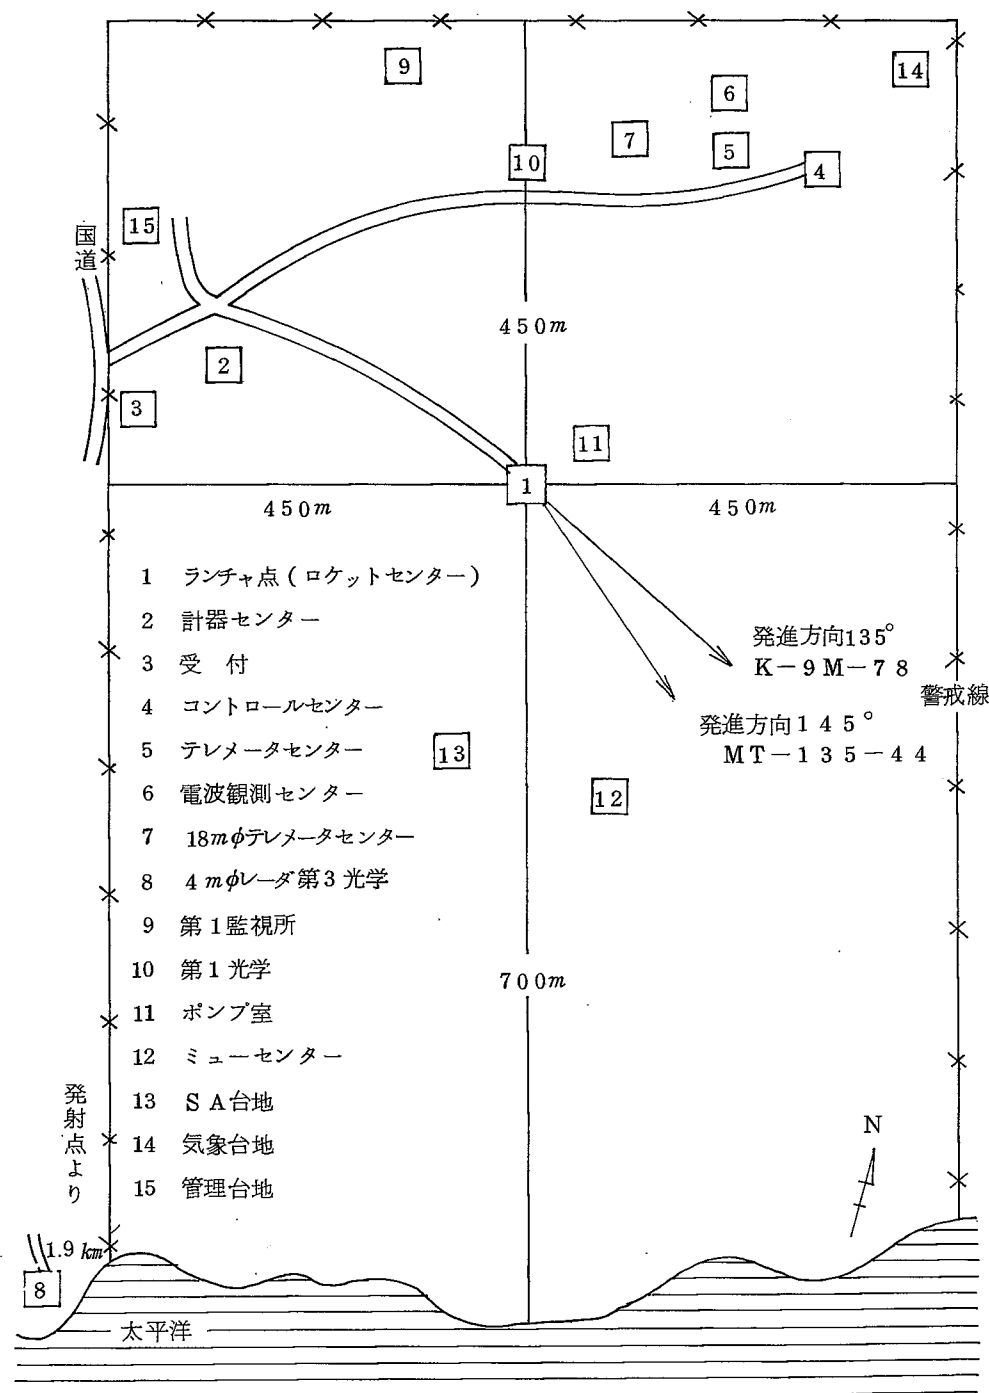 9
14
6
7
5
10
4
15
国道
450m
2
3
11
1
450m
450m
1 ランチャ点(ロケットセンター)
2 計器センター
3 受 付
4 コントロールセンター
5 テレメータセンター
6 電波観測センター
7 18mφテレメータセンター
8 4mφレーダ第3光学
9 第1監視所
10 第1光学
11 ポンプ室
12 ミューセンター
13 SA台地
14 気象台地
15 管理台地
発進方向135°
K-9M-78
警戒線
発進方向145°
MT-135-44
13
12
700m
発射点より
1.9km
8
N
太平洋